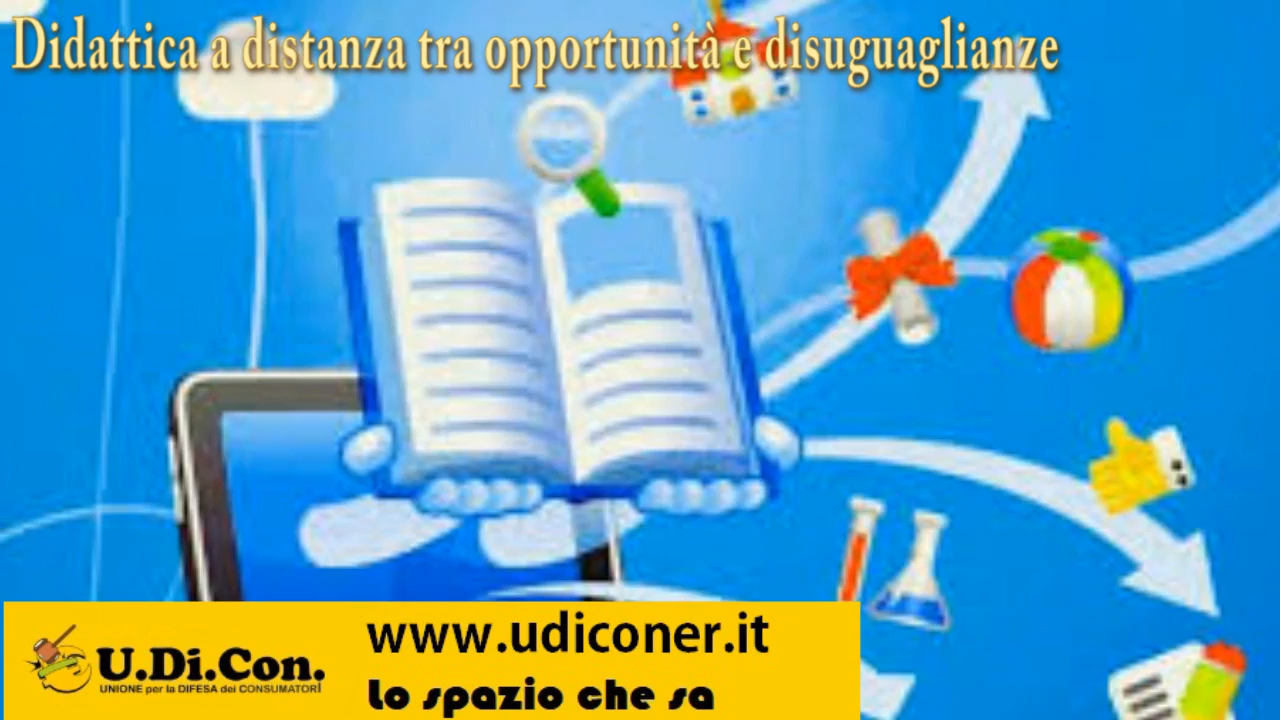 Didattica a distanza tra opportunità e disuguaglianze
www.udiconer.it
U.Di.Con.
UNIONE per la DIFESA dei CONSUMATORI
Lo spazio che sa